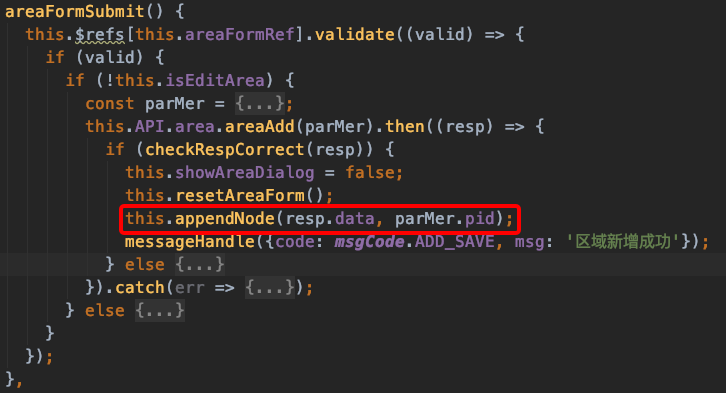 areaFormSubmit() {
this.$refs[this.areaFormRef].validate((valid) => {
if (valid) {
if (!this.isEditArea) {
const parMer = {...};
this.API.area.areaAdd(parMer).then((resp) => {
if (checkRespCorrect(resp)) {
this.showAreaDialog = false;
this.resetAreaForm();
this.appendNode(resp.data, parMer.pid);
messageHandle({code: msgCode.ADD_SAVE, msg: '区域新增成功'});
} else {...}
}).catch(err => {...});
} else {...}
}
});
},